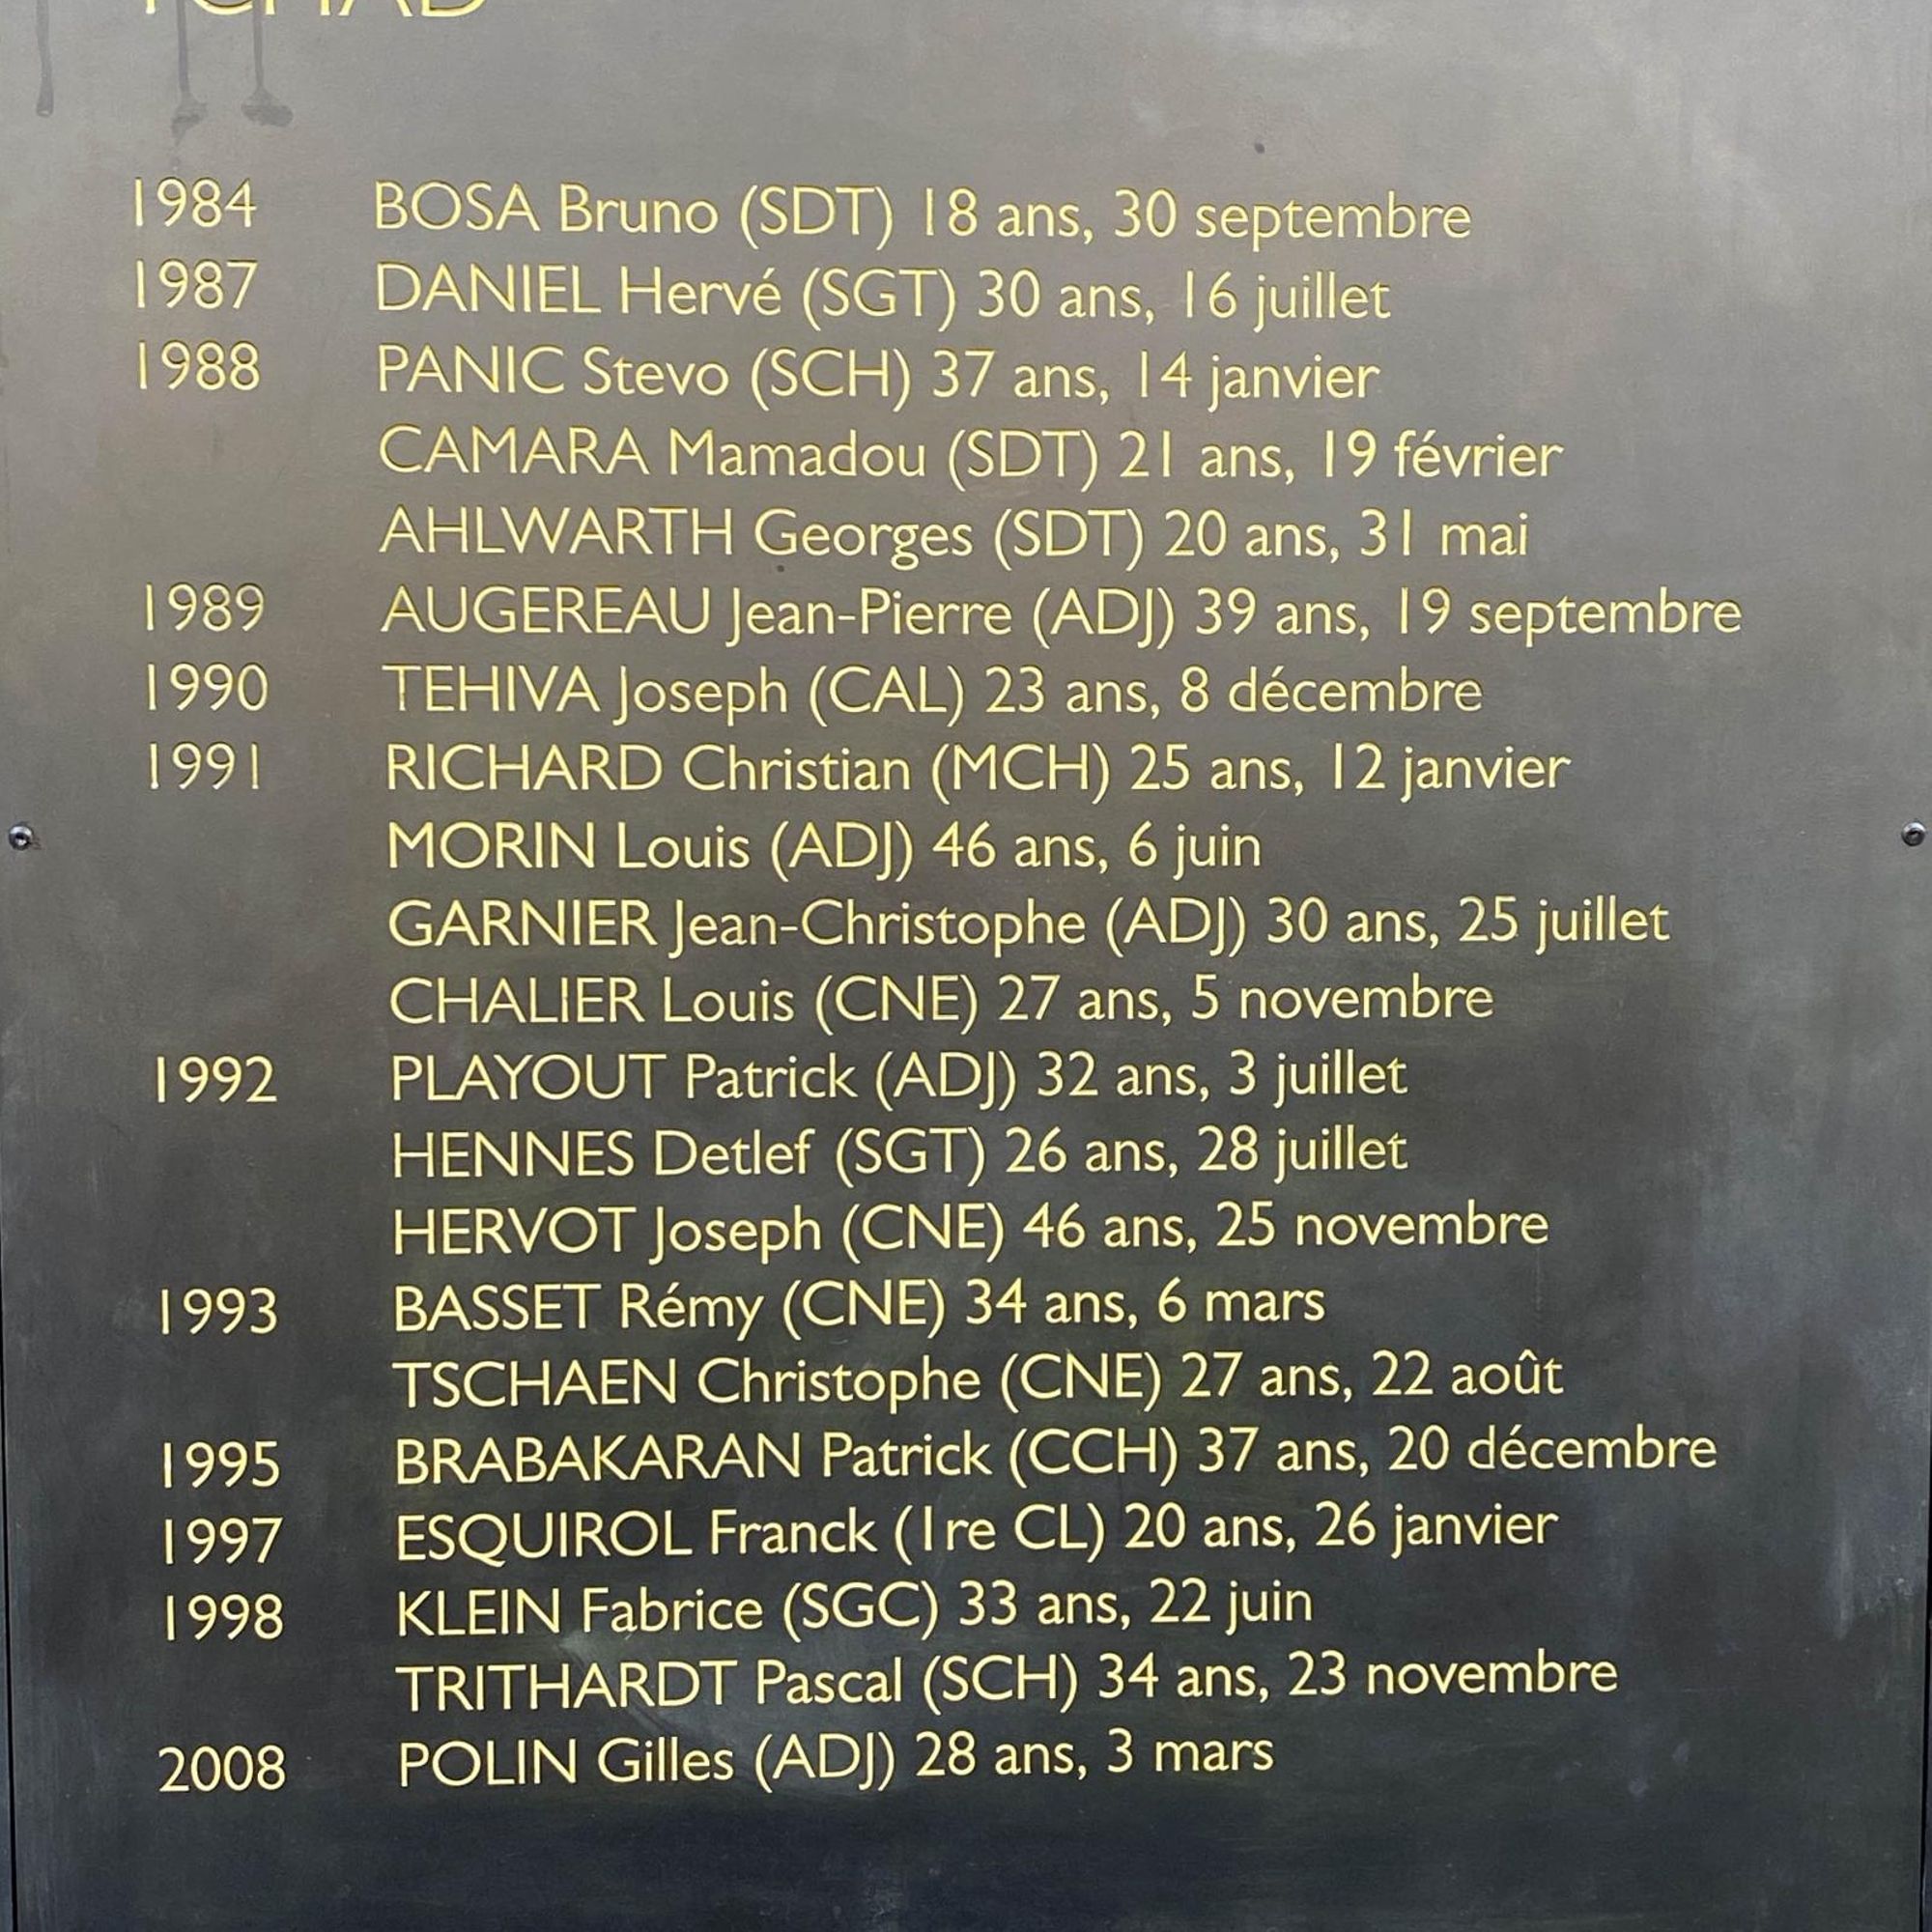 TCHAD
1984 BOSA Bruno (SDT) 18 ans, 30 septembre
1987 DANIEL Hervé (SGT) 30 ans, 16 juillet
1988 PANIC Stevo (SCH) 37 ans, 14 janvier
CAMARA Mamadou (SDT) 21 ans, 19 février
AHLWARTH Georges (SDT) 20 ans, 31 mai
1989 AUGEREAU Jean-Pierre (ADJ) 39 ans, 19 septembre
1990 TEHIVA Joseph (CAL) 23 ans, 8 décembre
1991 RICHARD Christian (MCH) 25 ans, 12 janvier
MORIN Louis (ADJ) 46 ans, 6 juin
GARNIER Jean-Christophe (ADJ) 30 ans, 25 juillet
CHALIER Louis (CNE) 27 ans, 5 novembre
1992 PLAYOUT Patrick (ADJ) 32 ans, 3 juillet
HENNES Detlef (SGT) 26 ans, 28 juillet
HERVOT Joseph (CNE) 46 ans, 25 novembre
1993 BASSET Rémy (CNE) 34 ans, 6 mars
TSCHAEN Christophe (CNE) 27 ans, 22 août
1995 BRABAKARAN Patrick (CCH) 37 ans, 20 décembre
1997 ESQUIROL Franck (1re CL) 20 ans, 26 janvier
1998 KLEIN Fabrice (SGC) 33 ans, 22 juin
TRITHARDT Pascal (SCH) 34 ans, 23 novembre
2008 POLIN Gilles (ADJ) 28 ans, 3 mars